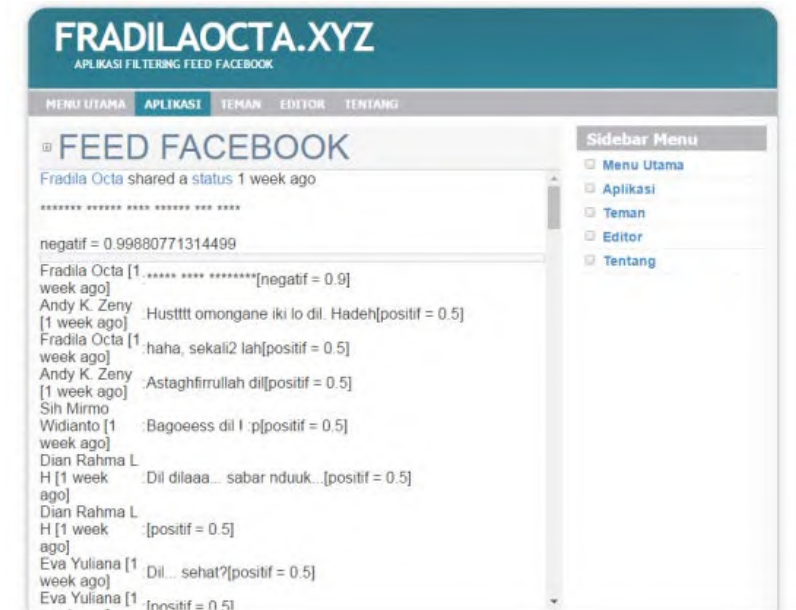 FRADILAOCTA.XYZ
APLIKASI FILTERING FEED FACEBOOK
MENU UTAMA APLIKASI TEMAN EDITOR TENTANG
FEED FACEBOOK
Fradila Octa shared a status 1 week ago
******* ****** **** ****** *** ****
negatif = 0.99880771314499
Fradila Octa [1 week ago] :***** **** ********[negatif = 0.9]
Andy K. Zeny [1 week ago] :Husttt omongane iki lo dil. Hadeh[positif = 0.5]
Fradila Octa [1 week ago] :haha, sekali2 lah[positif = 0.5]
Andy K. Zeny [1 week ago] :Astaghfirrullah dil[positif = 0.5]
Sih Mirmo Widianto [1 week ago] :Bagoeess dil ! :p[positif = 0.5]
Dian Rahma L H [1 week ago] :Dil dilaaa... sabar nduuk...[positif = 0.5]
Dian Rahma L H [1 week ago] :[positif = 0.5]
Eva Yuliana [1 week ago] :Dil... sehat?[positif = 0.5]
Eva Yuliana [1 :[positif = 0.5]
Sidebar Menu
Menu Utama
Aplikasi
Teman
Editor
Tentang